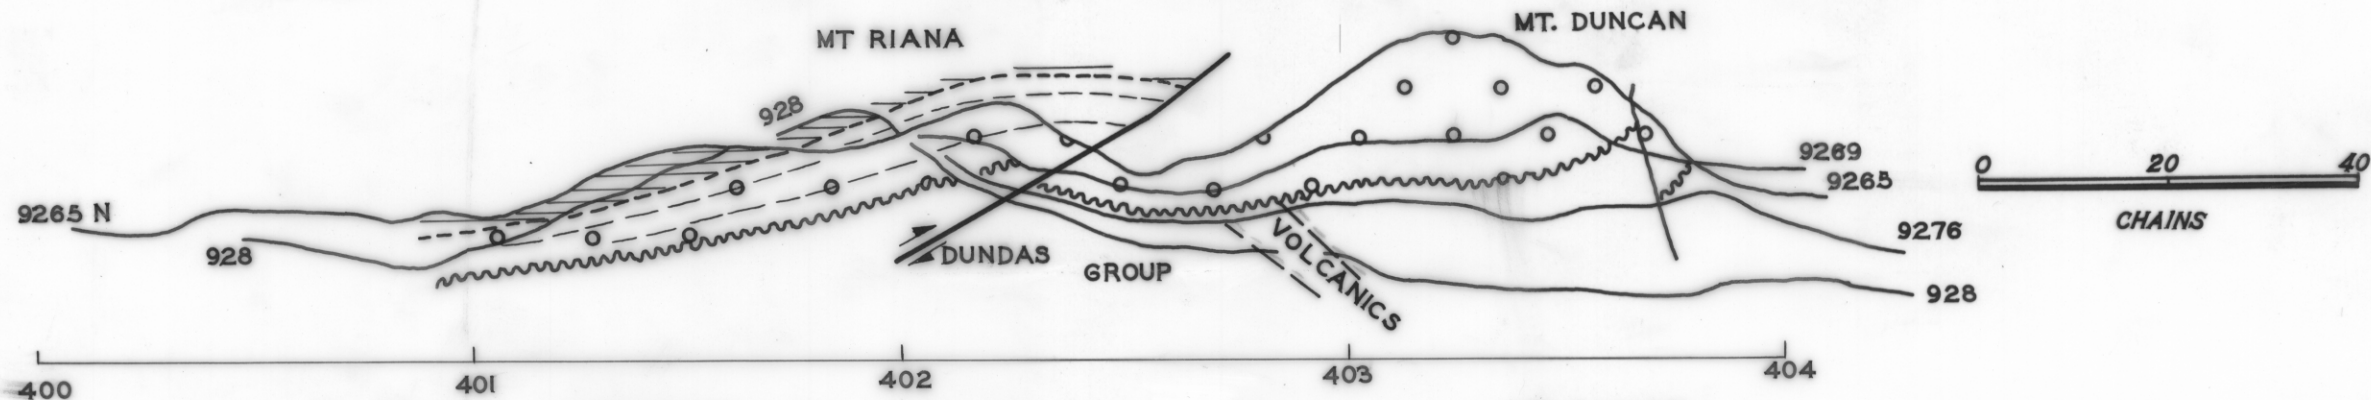 MT RIANA
MT. DUNCAN
928
9265 N
928
DUNDAS
GROUP
VOLCANICS
9269
9265
9276
928
0 20 40
CHAINS
400 401 402 403 404